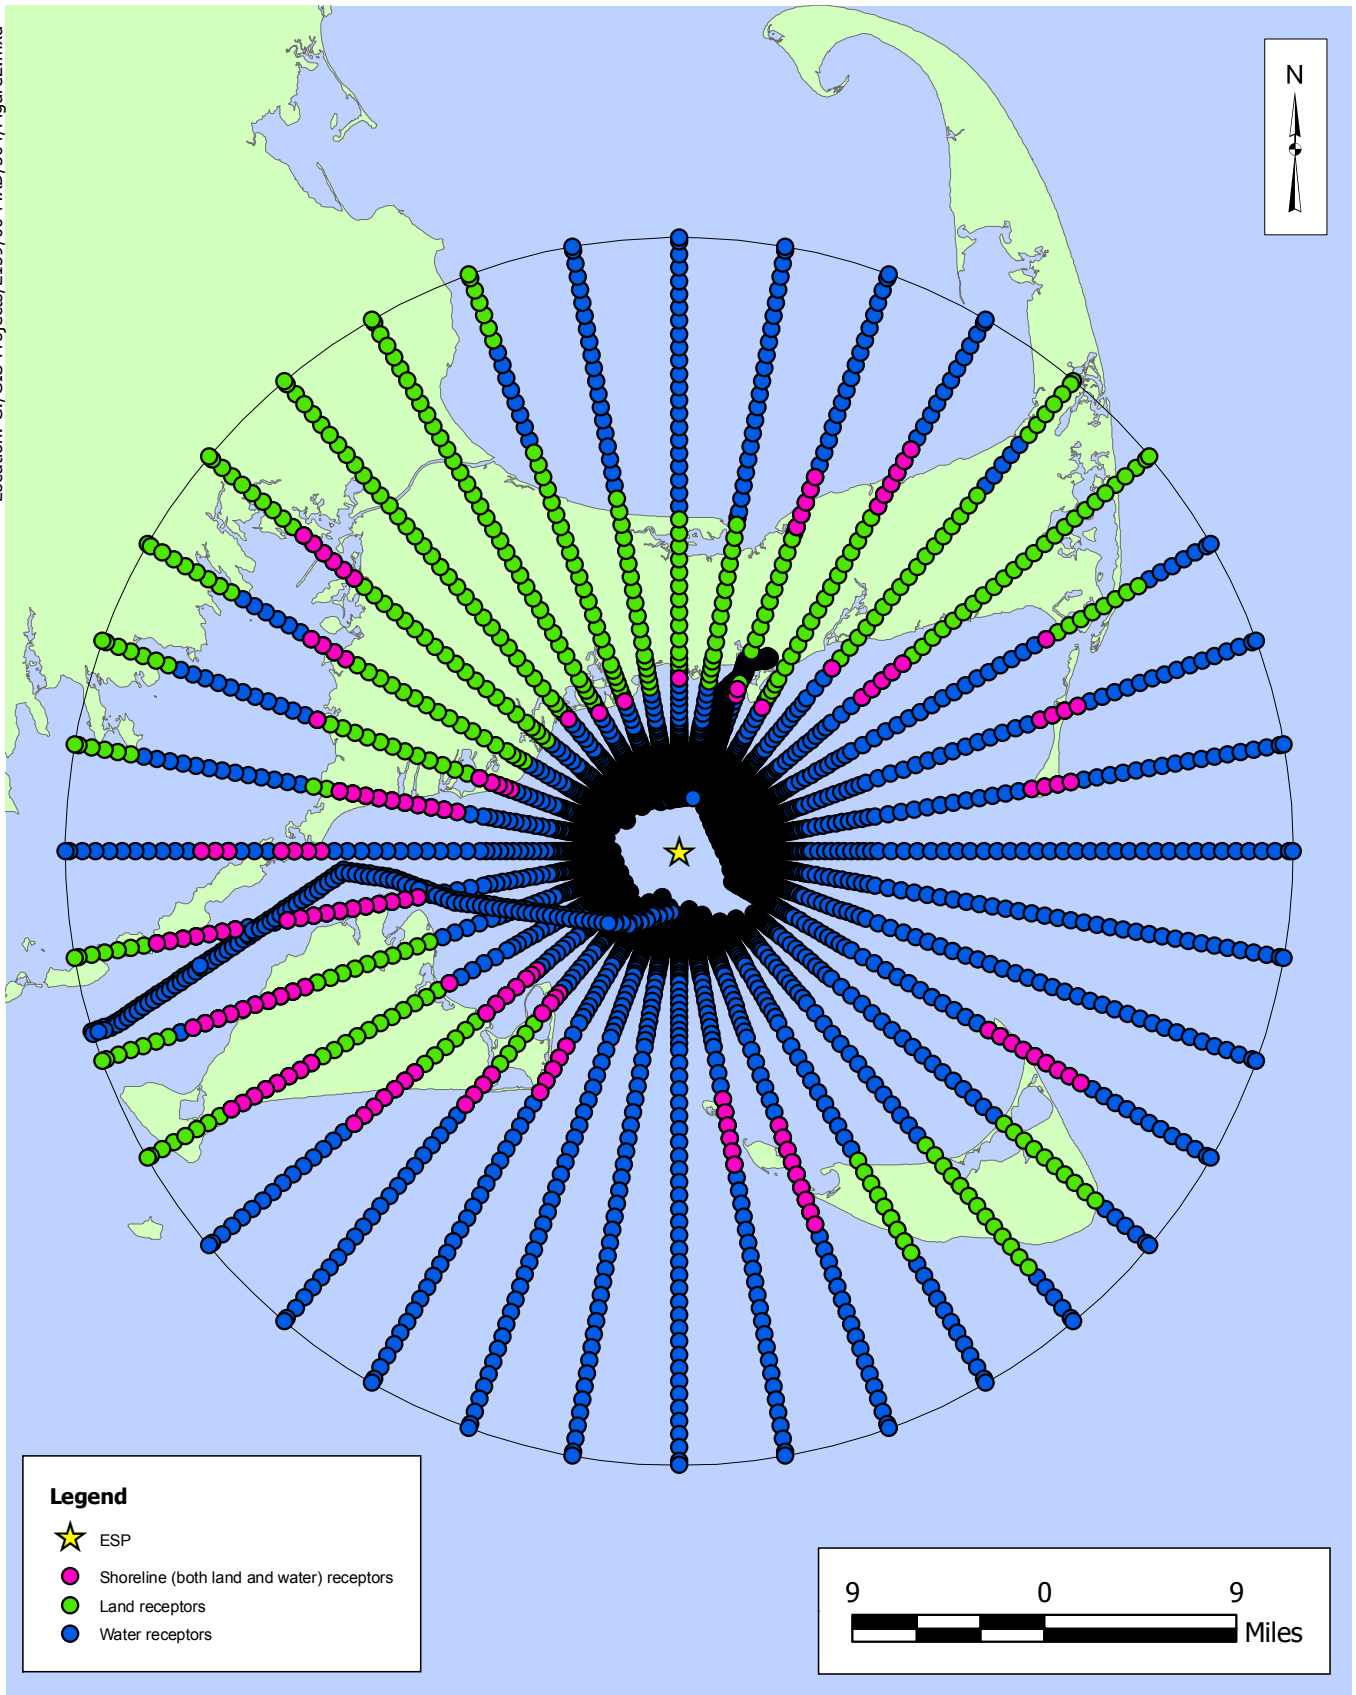 N
Legend
ESP
Shoreline (both land and water) receptors
Land receptors
Water receptors
9 0 9
Miles